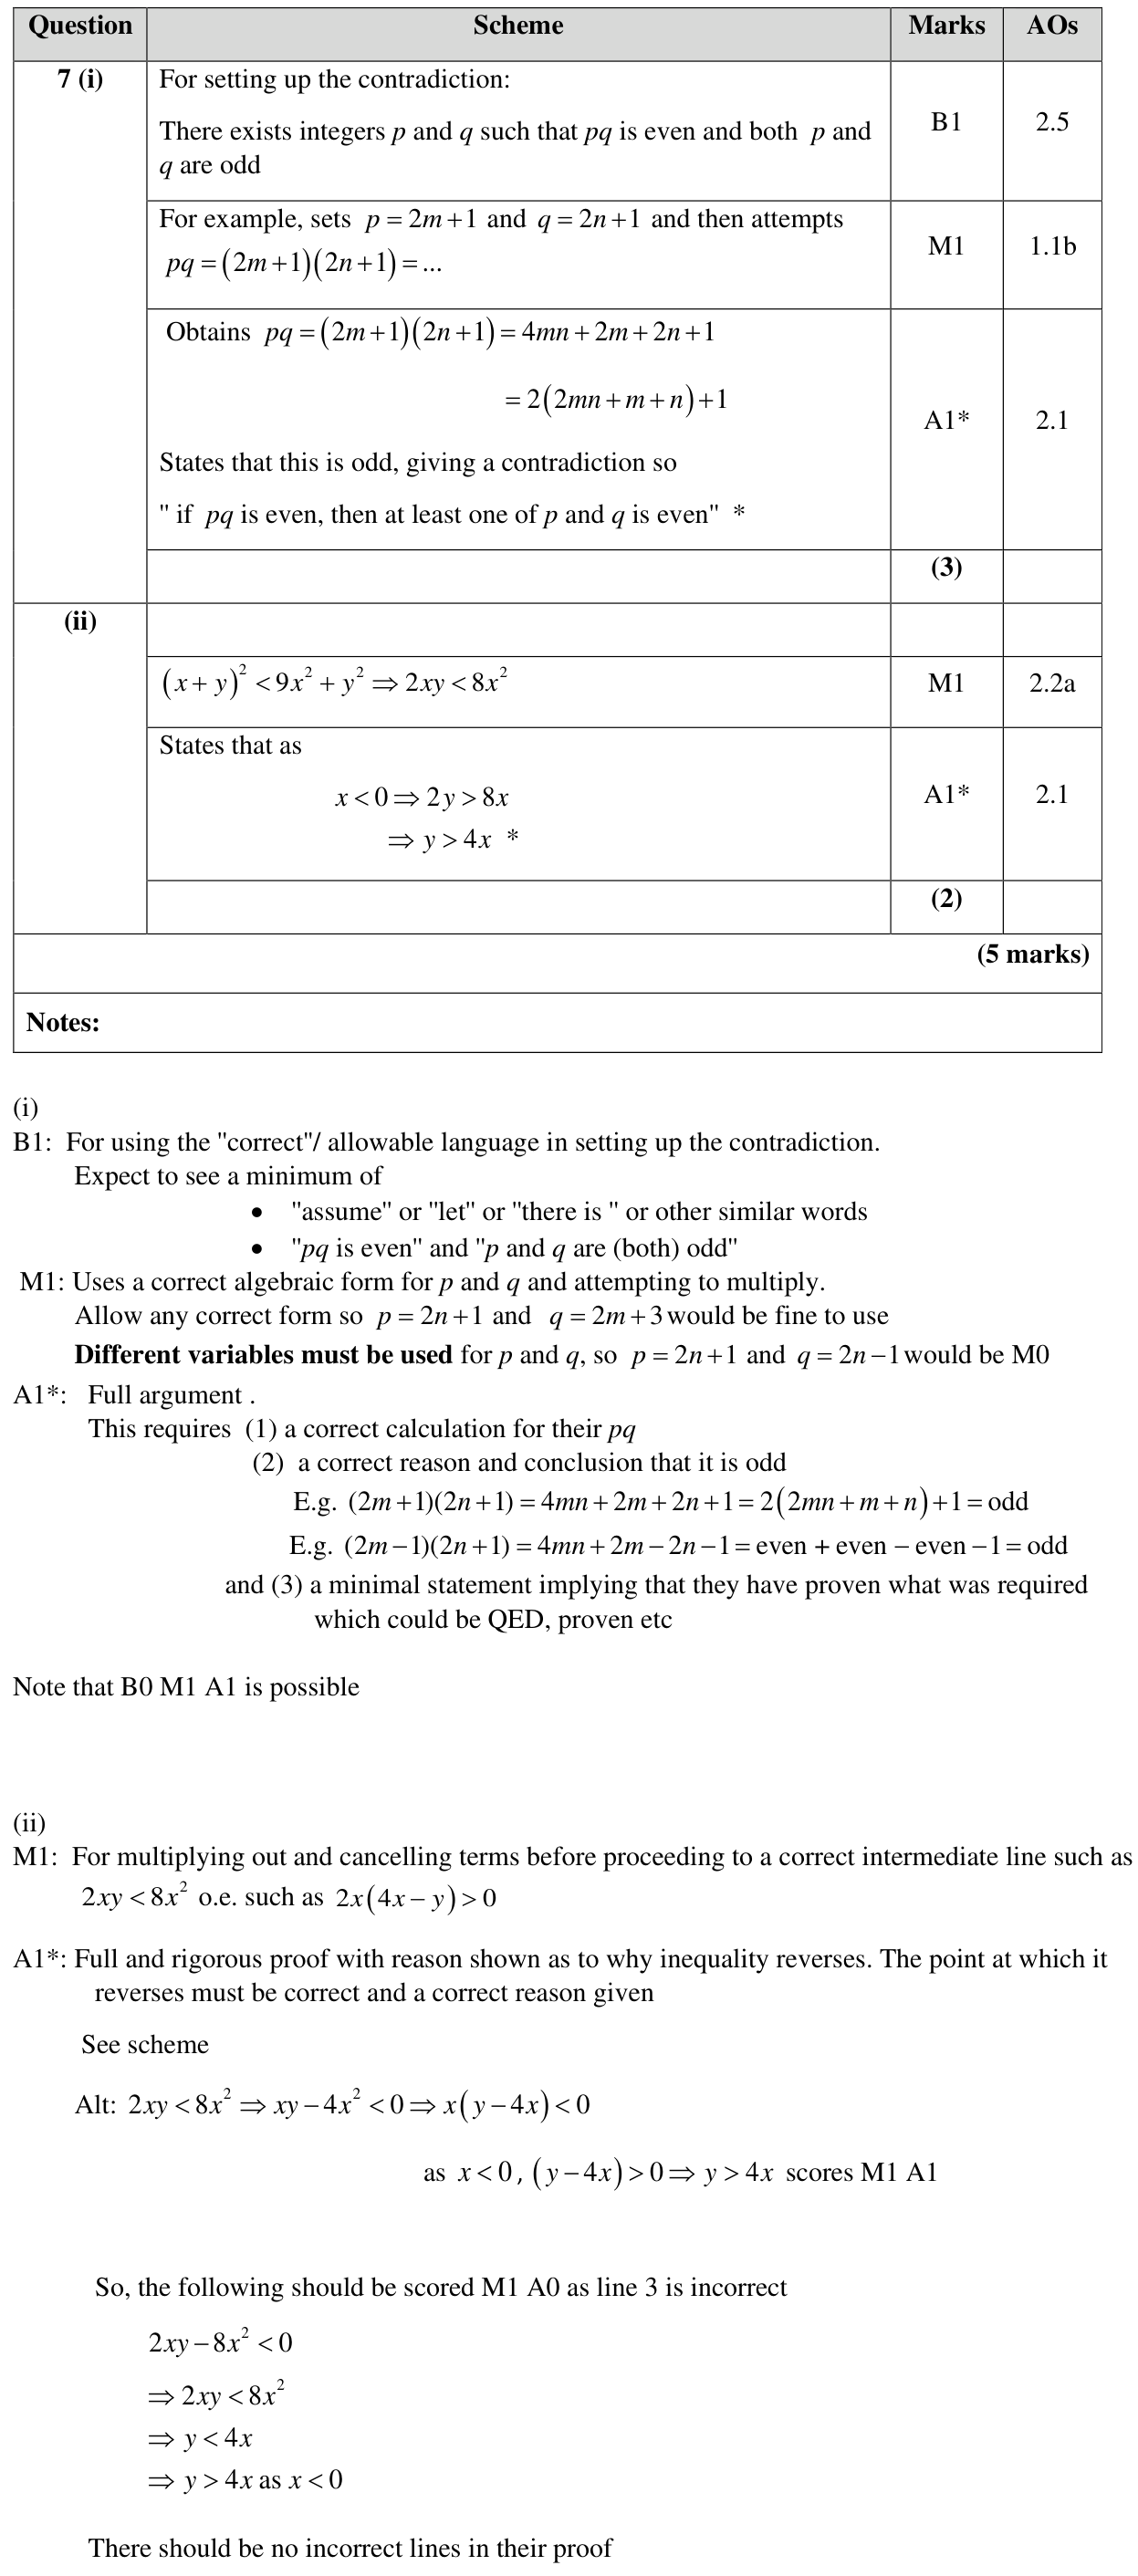 Question Scheme Marks AOs
7 (i) For setting up the contradiction:
There exists integers p and q such that pq is even and both p and
q are odd
B1 2.5
For example, sets p = 2m+1 and q = 2n+1 and then attempts
pq = (2m+1)(2n+1) = ...
M1 1.1b
Obtains pq = (2m+1)(2n+1) = 4mn + 2m + 2n + 1
= 2(2mn + m + n) + 1
States that this is odd, giving a contradiction so
" if pq is even, then at least one of p and q is even" *
A1* 2.1
(3)
(ii)
(x + y)² < 9x² + y² ⇒ 2xy < 8x² M1 2.2a
States that as
x < 0 ⇒ 2y > 8x
⇒ y > 4x *
A1* 2.1
(2)
(5 marks)
Notes:
(i)
B1: For using the "correct"/ allowable language in setting up the contradiction.
Expect to see a minimum of
• "assume" or "let" or "there is " or other similar words
• "pq is even" and "p and q are (both) odd"
M1: Uses a correct algebraic form for p and q and attempting to multiply.
Allow any correct form so p = 2n+1 and q = 2m+3 would be fine to use
Different variables must be used for p and q, so p = 2n+1 and q = 2n−1 would be M0
A1*: Full argument .
This requires (1) a correct calculation for their pq
(2) a correct reason and conclusion that it is odd
E.g. (2m+1)(2n+1) = 4mn + 2m + 2n + 1 = 2(2mn + m + n) + 1 = odd
E.g. (2m−1)(2n+1) = 4mn + 2m − 2n − 1 = even + even − even − 1 = odd
and (3) a minimal statement implying that they have proven what was required
which could be QED, proven etc
Note that B0 M1 A1 is possible
(ii)
M1: For multiplying out and cancelling terms before proceeding to a correct intermediate line such as
2xy < 8x² o.e. such as 2x(4x − y) > 0
A1*: Full and rigorous proof with reason shown as to why inequality reverses. The point at which it
reverses must be correct and a correct reason given
See scheme
Alt: 2xy < 8x² ⇒ xy − 4x² < 0 ⇒ x(y − 4x) < 0
as x < 0, (y − 4x) > 0 ⇒ y > 4x scores M1 A1
So, the following should be scored M1 A0 as line 3 is incorrect
2xy − 8x² < 0
⇒ 2xy < 8x²
⇒ y < 4x
⇒ y > 4x as x < 0
There should be no incorrect lines in their proof